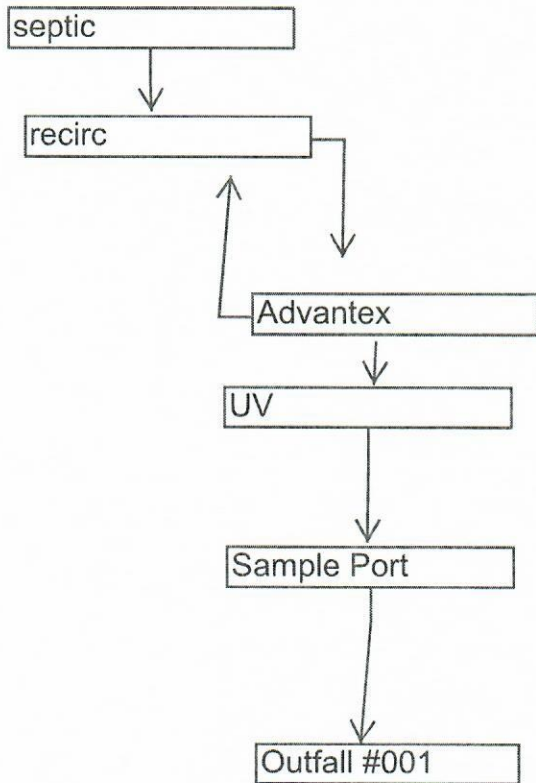 septic
recirc
Advantex
UV
Sample Port
Outfall #001